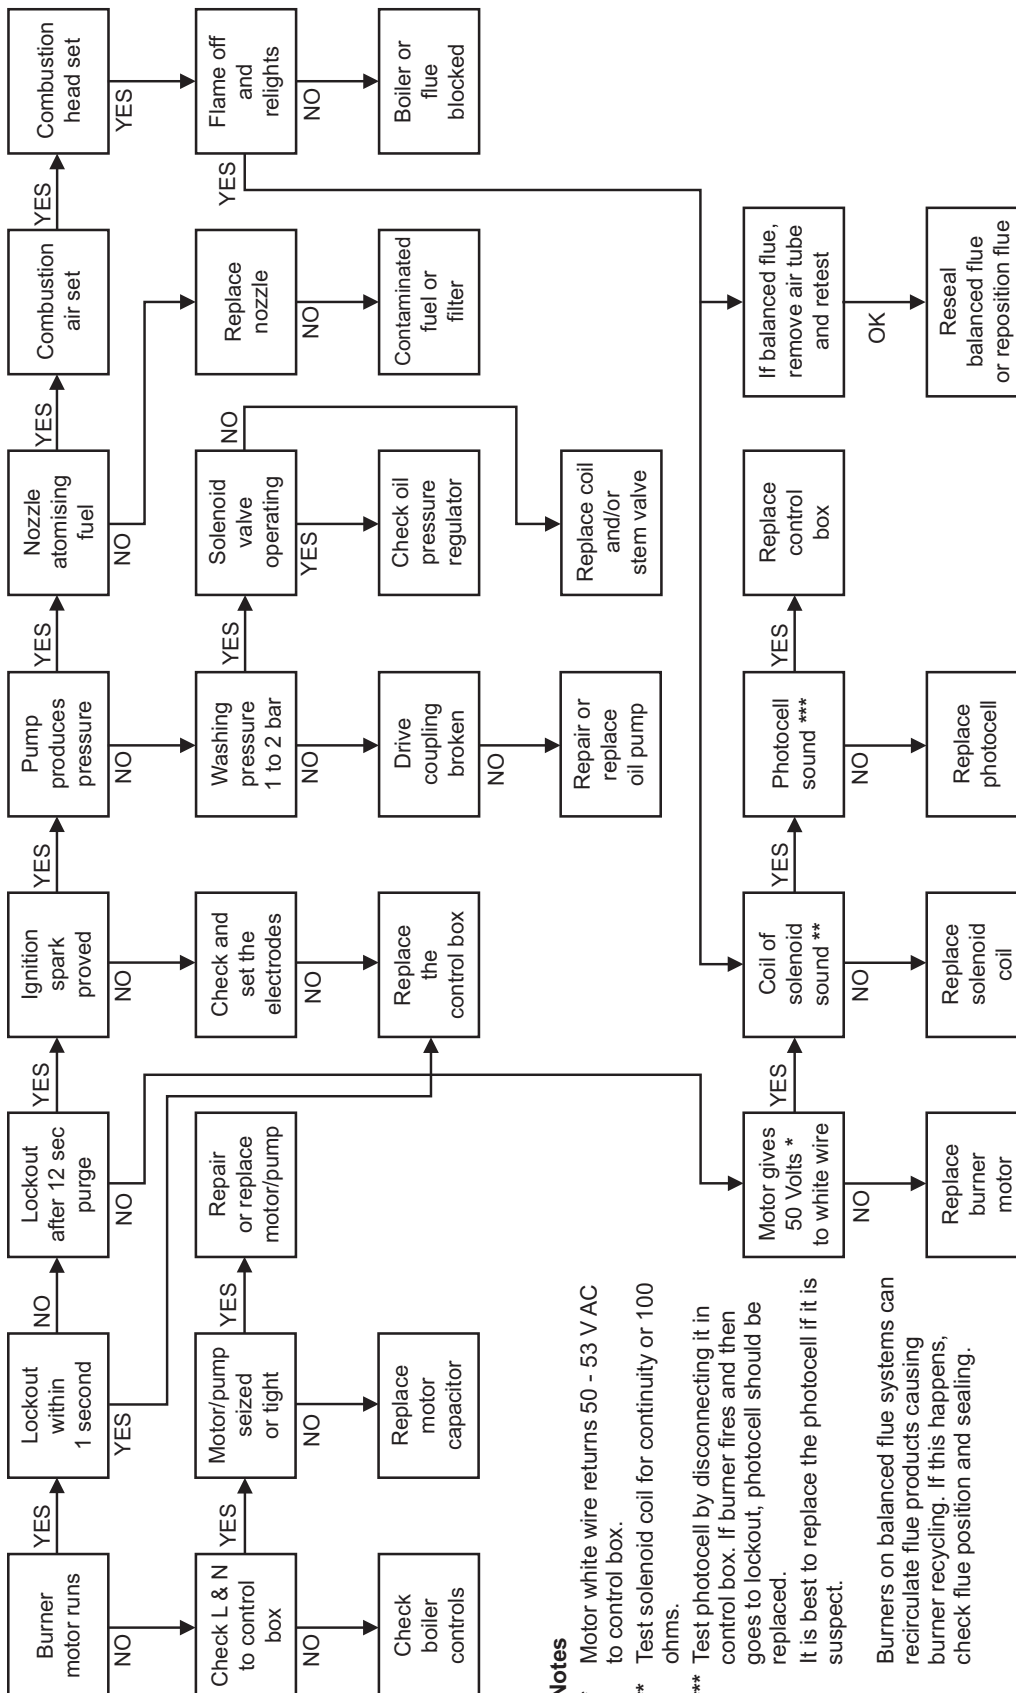 Burner
motor runs
YES
NO
Lockout
within
1 second
NO
YES
Lockout
after 12 sec
purge
YES
NO
Ignition
spark
proved
YES
NO
Pump
produces
pressure
YES
NO
Nozzle
atomising
fuel
YES
NO
Combustion
air set
YES
Combustion
head set
YES
Check L & N
to control
box
YES
NO
Motor/pump
seized
or tight
YES
NO
Repair
or replace
motor/pump
Check and
set the
electrodes
NO
Washing
pressure
1 to 2 bar
YES
NO
Solenoid
valve
operating
NO
YES
Replace
nozzle
NO
Flame off
and
relights
YES
NO
Check
boiler
controls
Replace
motor
capacitor
Replace
the
control box
Drive
coupling
broken
NO
Check oil
pressure
regulator
Contaminated
fuel or
filter
Boiler or
flue
blocked
Repair or
replace
oil pump
Replace coil
and/or
stem valve
Motor gives
50 Volts *
to white wire
YES
NO
Coil of
solenoid
sound **
YES
NO
Photocell
sound ***
YES
NO
Replace
control
box
If balanced flue,
remove air tube
and retest
OK
Replace
burner
motor
Replace
solenoid
coil
Replace
photocell
Reseal
balanced flue
or reposition flue
Notes
* Motor white wire returns 50 - 53 V AC
to control box.
** Test solenoid coil for continuity or 100
ohms.
*** Test photocell by disconnecting it in
control box. If burner fires and then
goes to lockout, photocell should be
replaced.
It is best to replace the photocell if it is
suspect.
Burners on balanced flue systems can
recirculate flue products causing
burner recycling. If this happens,
check flue position and sealing.